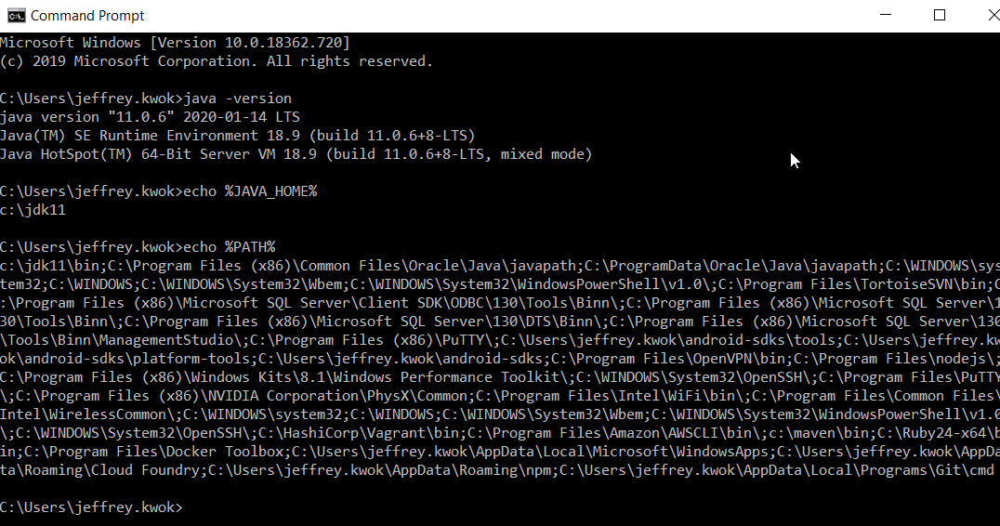 Command Prompt
Microsoft Windows [Version 10.0.18362.720]
(c) 2019 Microsoft Corporation. All rights reserved.
C:\Users\jeffrey.kwok>java -version
java version "11.0.6" 2020-01-14 LTS
Java(TM) SE Runtime Environment 18.9 (build 11.0.6+8-LTS)
Java HotSpot(TM) 64-Bit Server VM 18.9 (build 11.0.6+8-LTS, mixed mode)
C:\Users\jeffrey.kwok>echo %JAVA_HOME%
c:\jdk11
C:\Users\jeffrey.kwok>echo %PATH%
c:\jdk11\bin;C:\Program Files (x86)\Common Files\Oracle\Java\javapath;C:\ProgramData\Oracle\Java\javapath;C:\WINDOWS\sys
tem32;C:\WINDOWS;C:\WINDOWS\System32\Wbem;C:\WINDOWS\System32\WindowsPowerShell\v1.0\;C:\Program Files\TortoiseSVN\bin;C
:\Program Files (x86)\Microsoft SQL Server\Client SDK\ODBC\130\Tools\Binn\;C:\Program Files (x86)\Microsoft SQL Server\1
30\Tools\Binn\;C:\Program Files (x86)\Microsoft SQL Server\130\DTS\Binn\;C:\Program Files (x86)\Microsoft SQL Server\130
\Tools\Binn\ManagementStudio\;C:\Program Files (x86)\PuTTY\;C:\Users\jeffrey.kwok\android-sdks\tools;C:\Users\jeffrey.kw
ok\android-sdks\platform-tools;C:\Users\jeffrey.kwok\android-sdks;C:\Program Files\OpenVPN\bin;C:\Program Files\nodejs\;
C:\Program Files (x86)\Windows Kits\8.1\Windows Performance Toolkit\;C:\WINDOWS\System32\OpenSSH\;C:\Program Files\PuTTY
\;C:\Program Files (x86)\NVIDIA Corporation\PhysX\Common;C:\Program Files\Intel\WiFi\bin\;C:\Program Files\Common Files\
Intel\WirelessCommon\;C:\WINDOWS\system32;C:\WINDOWS;C:\WINDOWS\System32\Wbem;C:\WINDOWS\System32\WindowsPowerShell\v1.0
\;C:\WINDOWS\System32\OpenSSH\;C:\HashiCorp\Vagrant\bin;C:\Program Files\Amazon\AWSCLI\bin\;c:\maven\bin;C:\Ruby24-x64\b
in;C:\Program Files\Docker Toolbox;C:\Users\jeffrey.kwok\AppData\Local\Microsoft\WindowsApps;C:\Users\jeffrey.kwok\AppDa
ta\Roaming\Cloud Foundry;C:\Users\jeffrey.kwok\AppData\Roaming\npm;C:\Users\jeffrey.kwok\AppData\Local\Programs\Git\cmd
C:\Users\jeffrey.kwok>